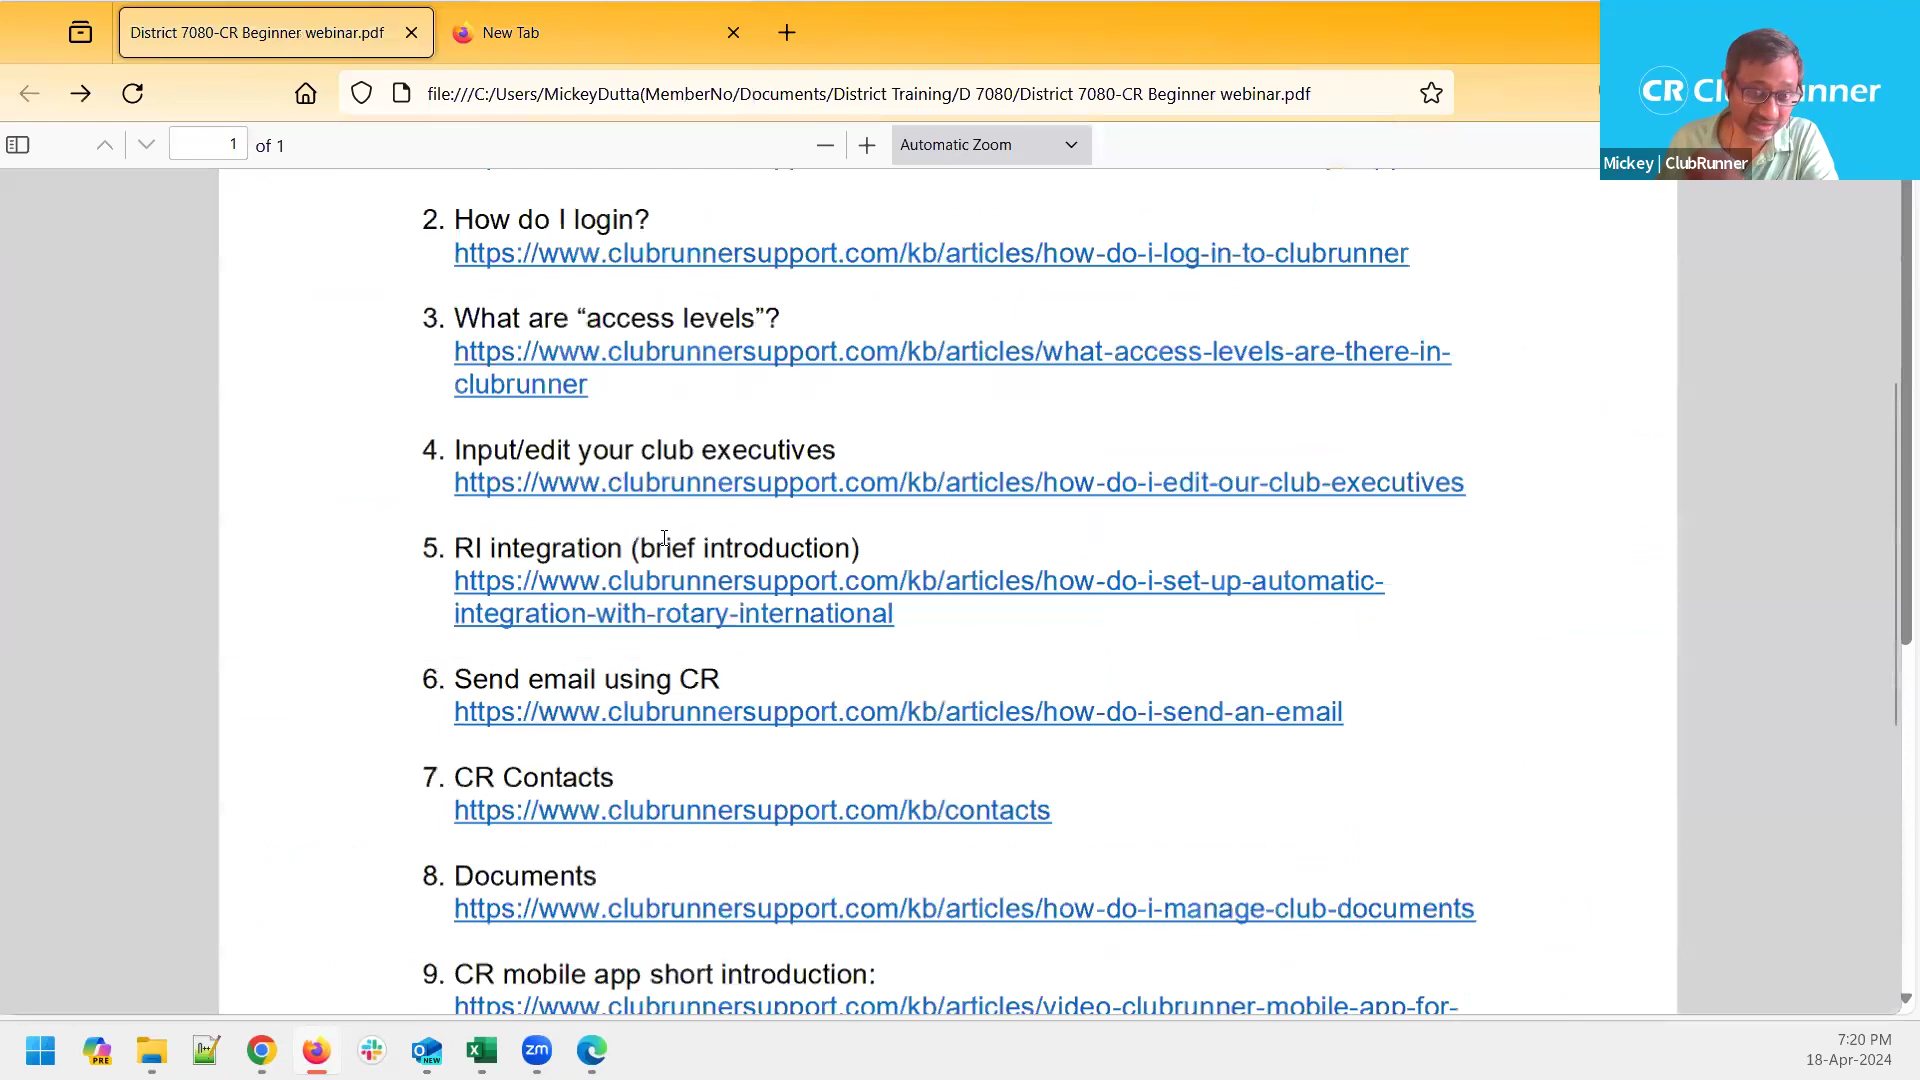 District 7080-CR Beginner webinar.pdf
New Tab
file:///C:/Users/MickeyDutta(MemberNo/Documents/District Training/D 7080/District 7080-CR Beginner webinar.pdf
1 of 1
Automatic Zoom
CR
Mickey | ClubRunner
2. How do I login?
https://www.clubrunnersupport.com/kb/articles/how-do-i-log-in-to-clubrunner
3. What are “access levels”?
https://www.clubrunnersupport.com/kb/articles/what-access-levels-are-there-in-
clubrunner
4. Input/edit your club executives
https://www.clubrunnersupport.com/kb/articles/how-do-i-edit-our-club-executives
5. RI integration (brief introduction)
https://www.clubrunnersupport.com/kb/articles/how-do-i-set-up-automatic-
integration-with-rotary-international
6. Send email using CR
https://www.clubrunnersupport.com/kb/articles/how-do-i-send-an-email
7. CR Contacts
https://www.clubrunnersupport.com/kb/contacts
8. Documents
https://www.clubrunnersupport.com/kb/articles/how-do-i-manage-club-documents
9. CR mobile app short introduction:
https://www.clubrunnersupport.com/kb/articles/video-clubrunner-mobile-app-for-
PRE
NEW
zm
7:20 PM
18-Apr-2024